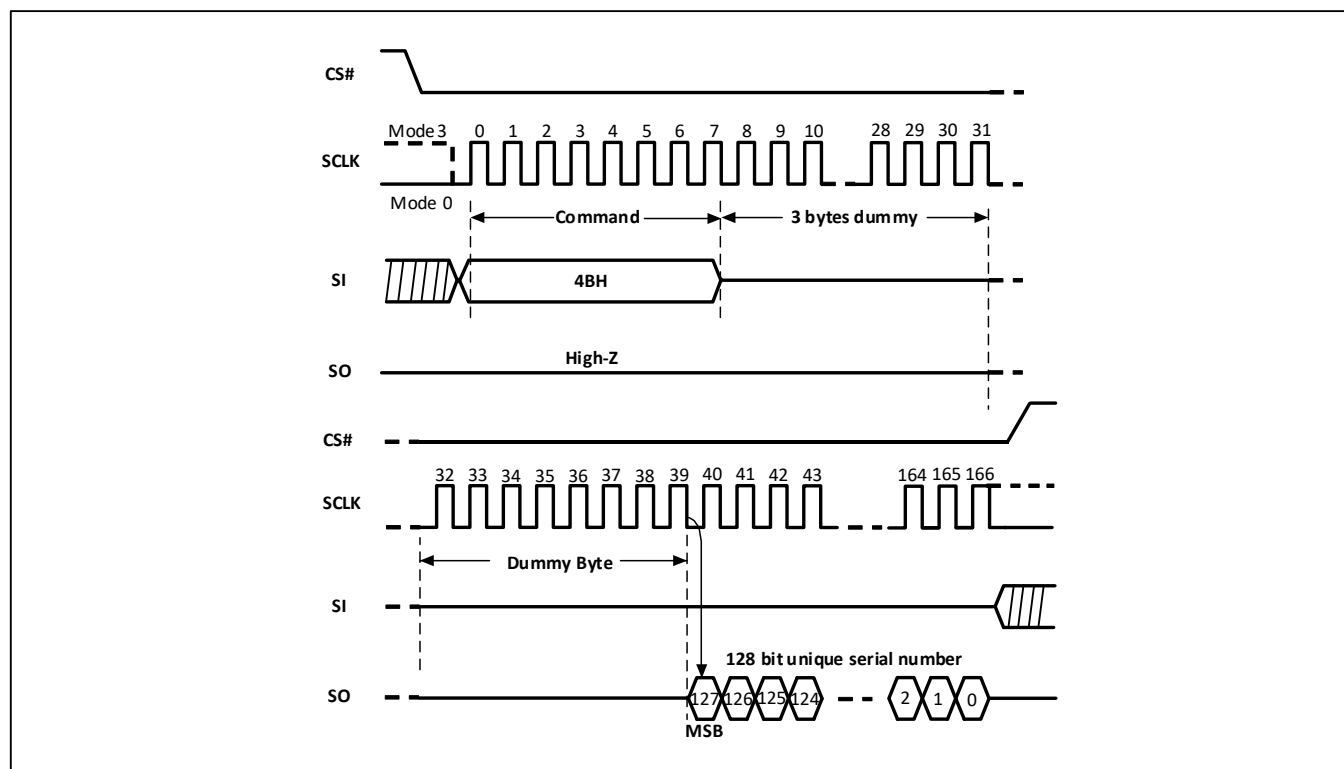 CS#
Mode 3 0 1 2 3 4 5 6 7 8 9 10 28 29 30 31
SCLK
Mode 0
Command 3 bytes dummy
SI 4BH
High-Z
SO
CS#
32 33 34 35 36 37 38 39 40 41 42 43 164 165 166
SCLK
Dummy Byte
SI
128 bit unique serial number
SO 127 126 125 124 2 1 0
MSB